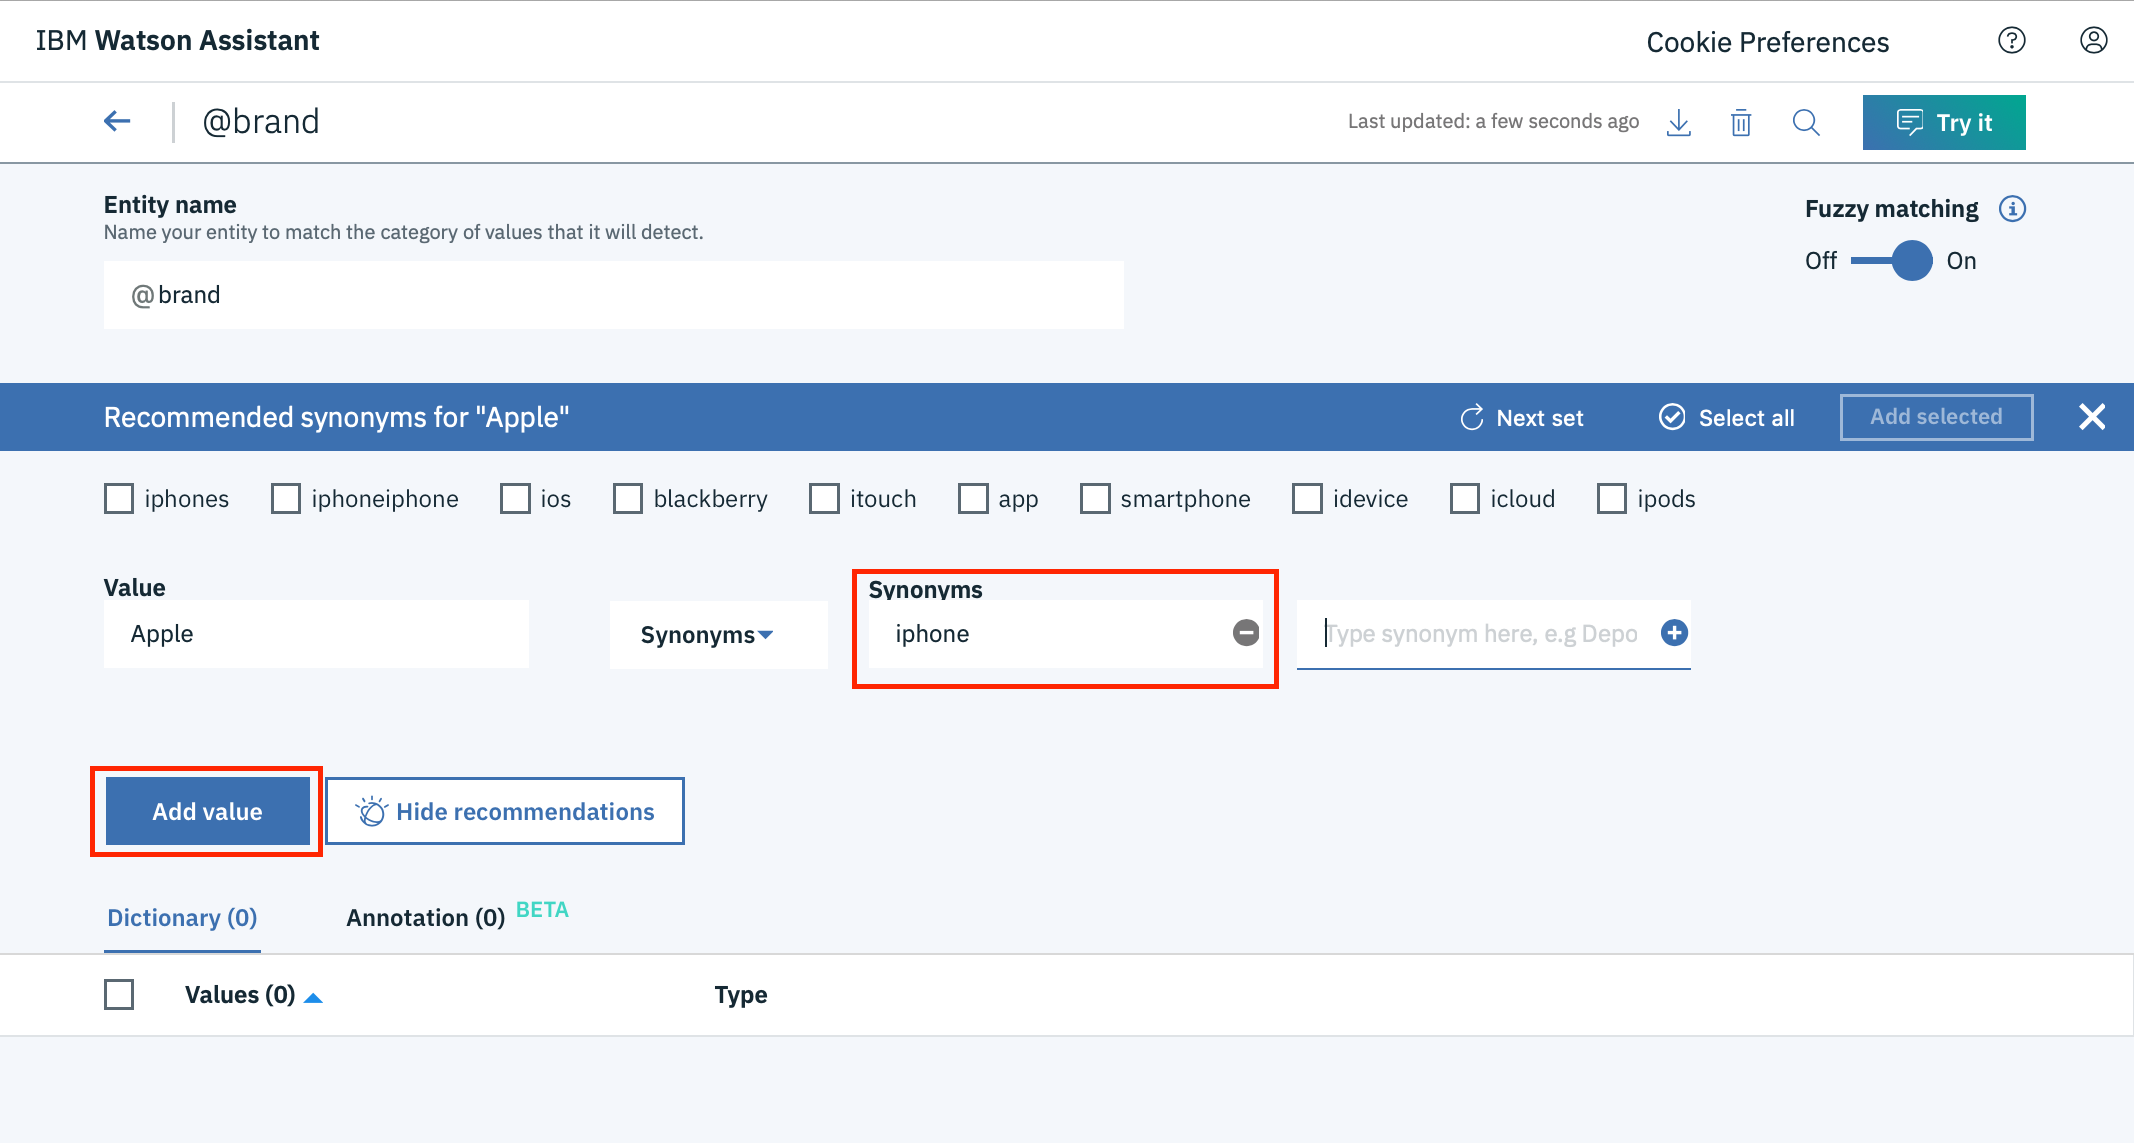 IBM Watson Assistant
Cookie Preferences
@brand
Last updated: a few seconds ago
Try it
Entity name
Name your entity to match the category of values that it will detect.
@brand
Fuzzy matching
Off On
Recommended synonyms for "Apple"
Next set
Select all
Add selected
iphones iphoneiphone ios blackberry itouch app smartphone idevice icloud ipods
Value
Synonyms
Apple
Synonyms
iphone
Type synonym here, e.g Depo
Add value
Hide recommendations
Dictionary (0)
Annotation (0) BETA
Values (0)
Type